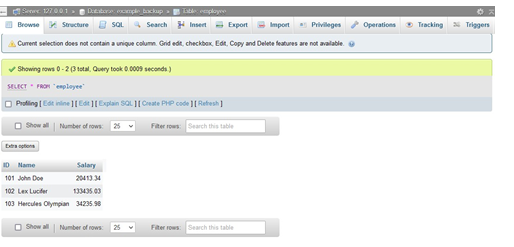 Server: 127.0.0.1 » Database: example_backup » Table: employee
Browse Structure SQL Search Insert Export Import Privileges Operations Tracking Triggers
Current selection does not contain a unique column. Grid edit, checkbox, Edit, Copy and Delete features are not available.
Showing rows 0 - 2 (3 total, Query took 0.0009 seconds.)
SELECT * FROM `employee`
Profiling [ Edit inline ] [ Edit ] [ Explain SQL ] [ Create PHP code ] [ Refresh ]
Show all Number of rows: 25 Filter rows: Search this table
Extra options
ID Name Salary
101 John Doe 20413.34
102 Lex Lucifer 133435.03
103 Hercules Olympian 34235.98
Show all Number of rows: 25 Filter rows: Search this table